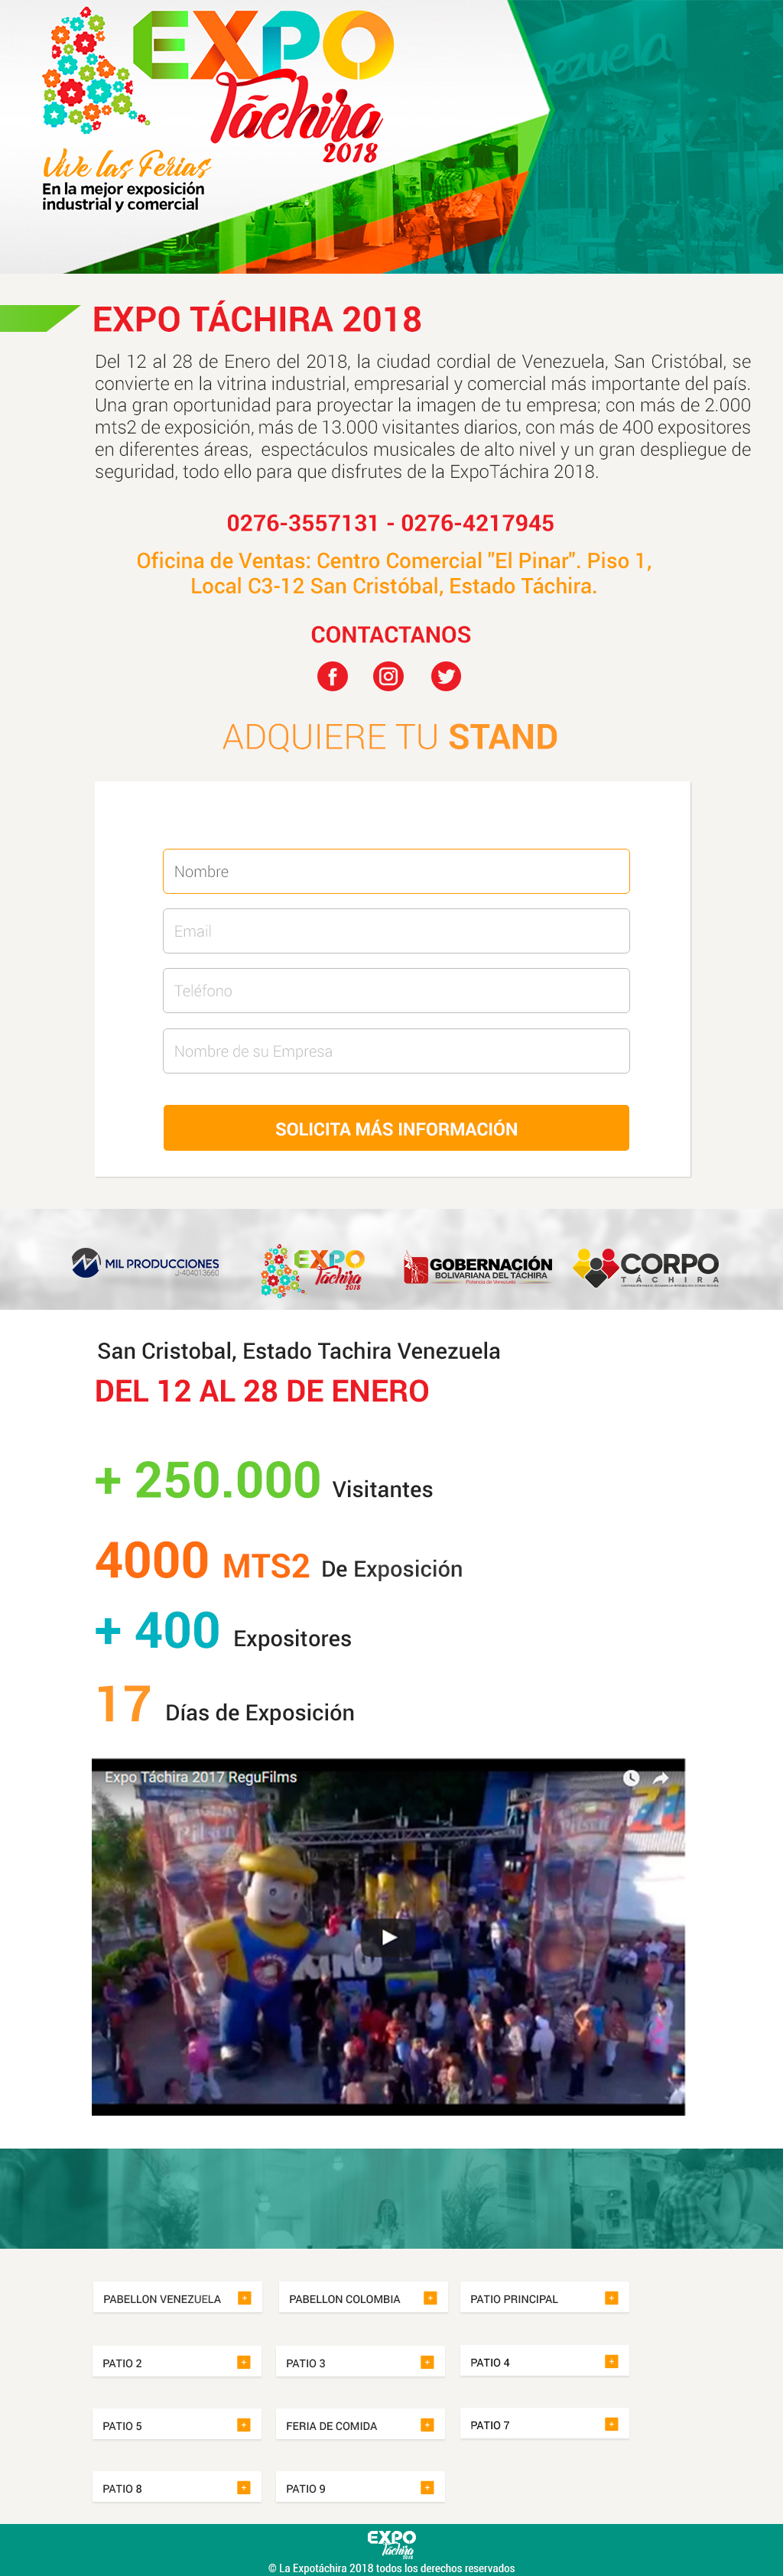 EXPO
Táchira
2018
Vive las Ferias
En la mejor exposición
industrial y comercial
nezuela
EXPO TÁCHIRA 2018
Del 12 al 28 de Enero del 2018, la ciudad cordial de Venezuela, San Cristóbal, se
convierte en la vitrina industrial, empresarial y comercial más importante del país.
Una gran oportunidad para proyectar la imagen de tu empresa; con más de 2.000
mts2 de exposición, más de 13.000 visitantes diarios, con más de 400 expositores
en diferentes áreas, espectáculos musicales de alto nivel y un gran despliegue de
seguridad, todo ello para que disfrutes de la ExpoTáchira 2018.
0276-3557131 - 0276-4217945
Oficina de Ventas: Centro Comercial "El Pinar". Piso 1,
Local C3-12 San Cristóbal, Estado Táchira.
CONTACTANOS
ADQUIERE TU STAND
Nombre
Email
Teléfono
Nombre de su Empresa
SOLICITA MÁS INFORMACIÓN
MIL PRODUCCIONES
J-404013660
EXPO
Táchira
2018
GOBERNACIÓN
BOLIVARIANA DEL TÁCHIRA
Potencia de Venezuela
CORPO
TÁCHIRA
San Cristobal, Estado Tachira Venezuela
DEL 12 AL 28 DE ENERO
+ 250.000 Visitantes
4000 MTS2 De Exposición
+ 400 Expositores
17 Días de Exposición
Expo Táchira 2017 ReguFilms
Pilsen
Pilsen
KINO
PABELLON VENEZUELA +
PABELLON COLOMBIA +
PATIO PRINCIPAL +
PATIO 2 +
PATIO 3 +
PATIO 4 +
PATIO 5 +
FERIA DE COMIDA +
PATIO 7 +
PATIO 8 +
PATIO 9 +
EXPO
Táchira
2018
© La Expotáchira 2018 todos los derechos reservados